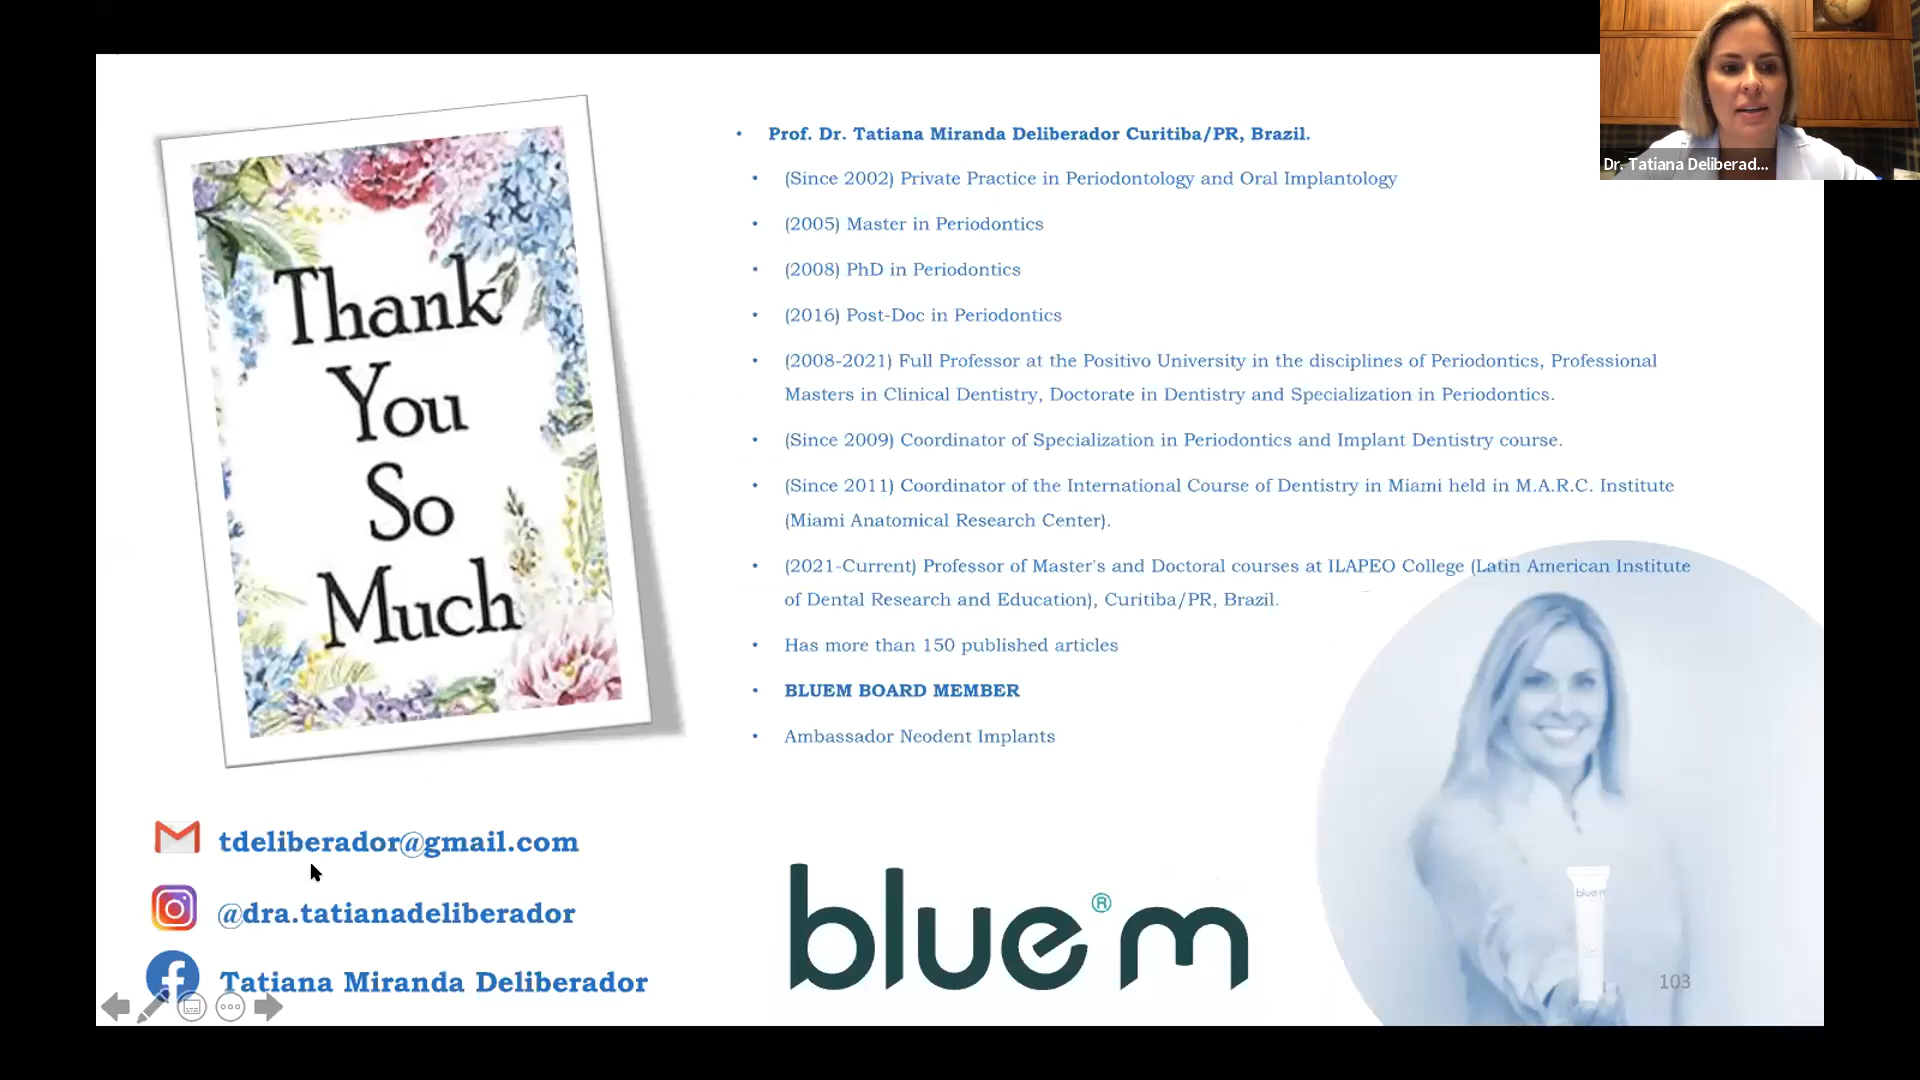 Thank
You
So
Much
• Prof. Dr. Tatiana Miranda Deliberador Curitiba/PR, Brazil.
• (Since 2002) Private Practice in Periodontology and Oral Implantology
• (2005) Master in Periodontics
• (2008) PhD in Periodontics
• (2016) Post-Doc in Periodontics
• (2008-2021) Full Professor at the Positivo University in the disciplines of Periodontics, Professional
Masters in Clinical Dentistry, Doctorate in Dentistry and Specialization in Periodontics.
• (Since 2009) Coordinator of Specialization in Periodontics and Implant Dentistry course.
• (Since 2011) Coordinator of the International Course of Dentistry in Miami held in M.A.R.C. Institute
(Miami Anatomical Research Center).
• (2021-Current) Professor of Master's and Doctoral courses at ILAPEO College (Latin American Institute
of Dental Research and Education), Curitiba/PR, Brazil.
• Has more than 150 published articles
• BLUEM BOARD MEMBER
• Ambassador Neodent Implants
Dr. Tatiana Deliberad...
tdeliberador@gmail.com
@dra.tatianadeliberador
Tatiana Miranda Deliberador
blue®m
bluem
103